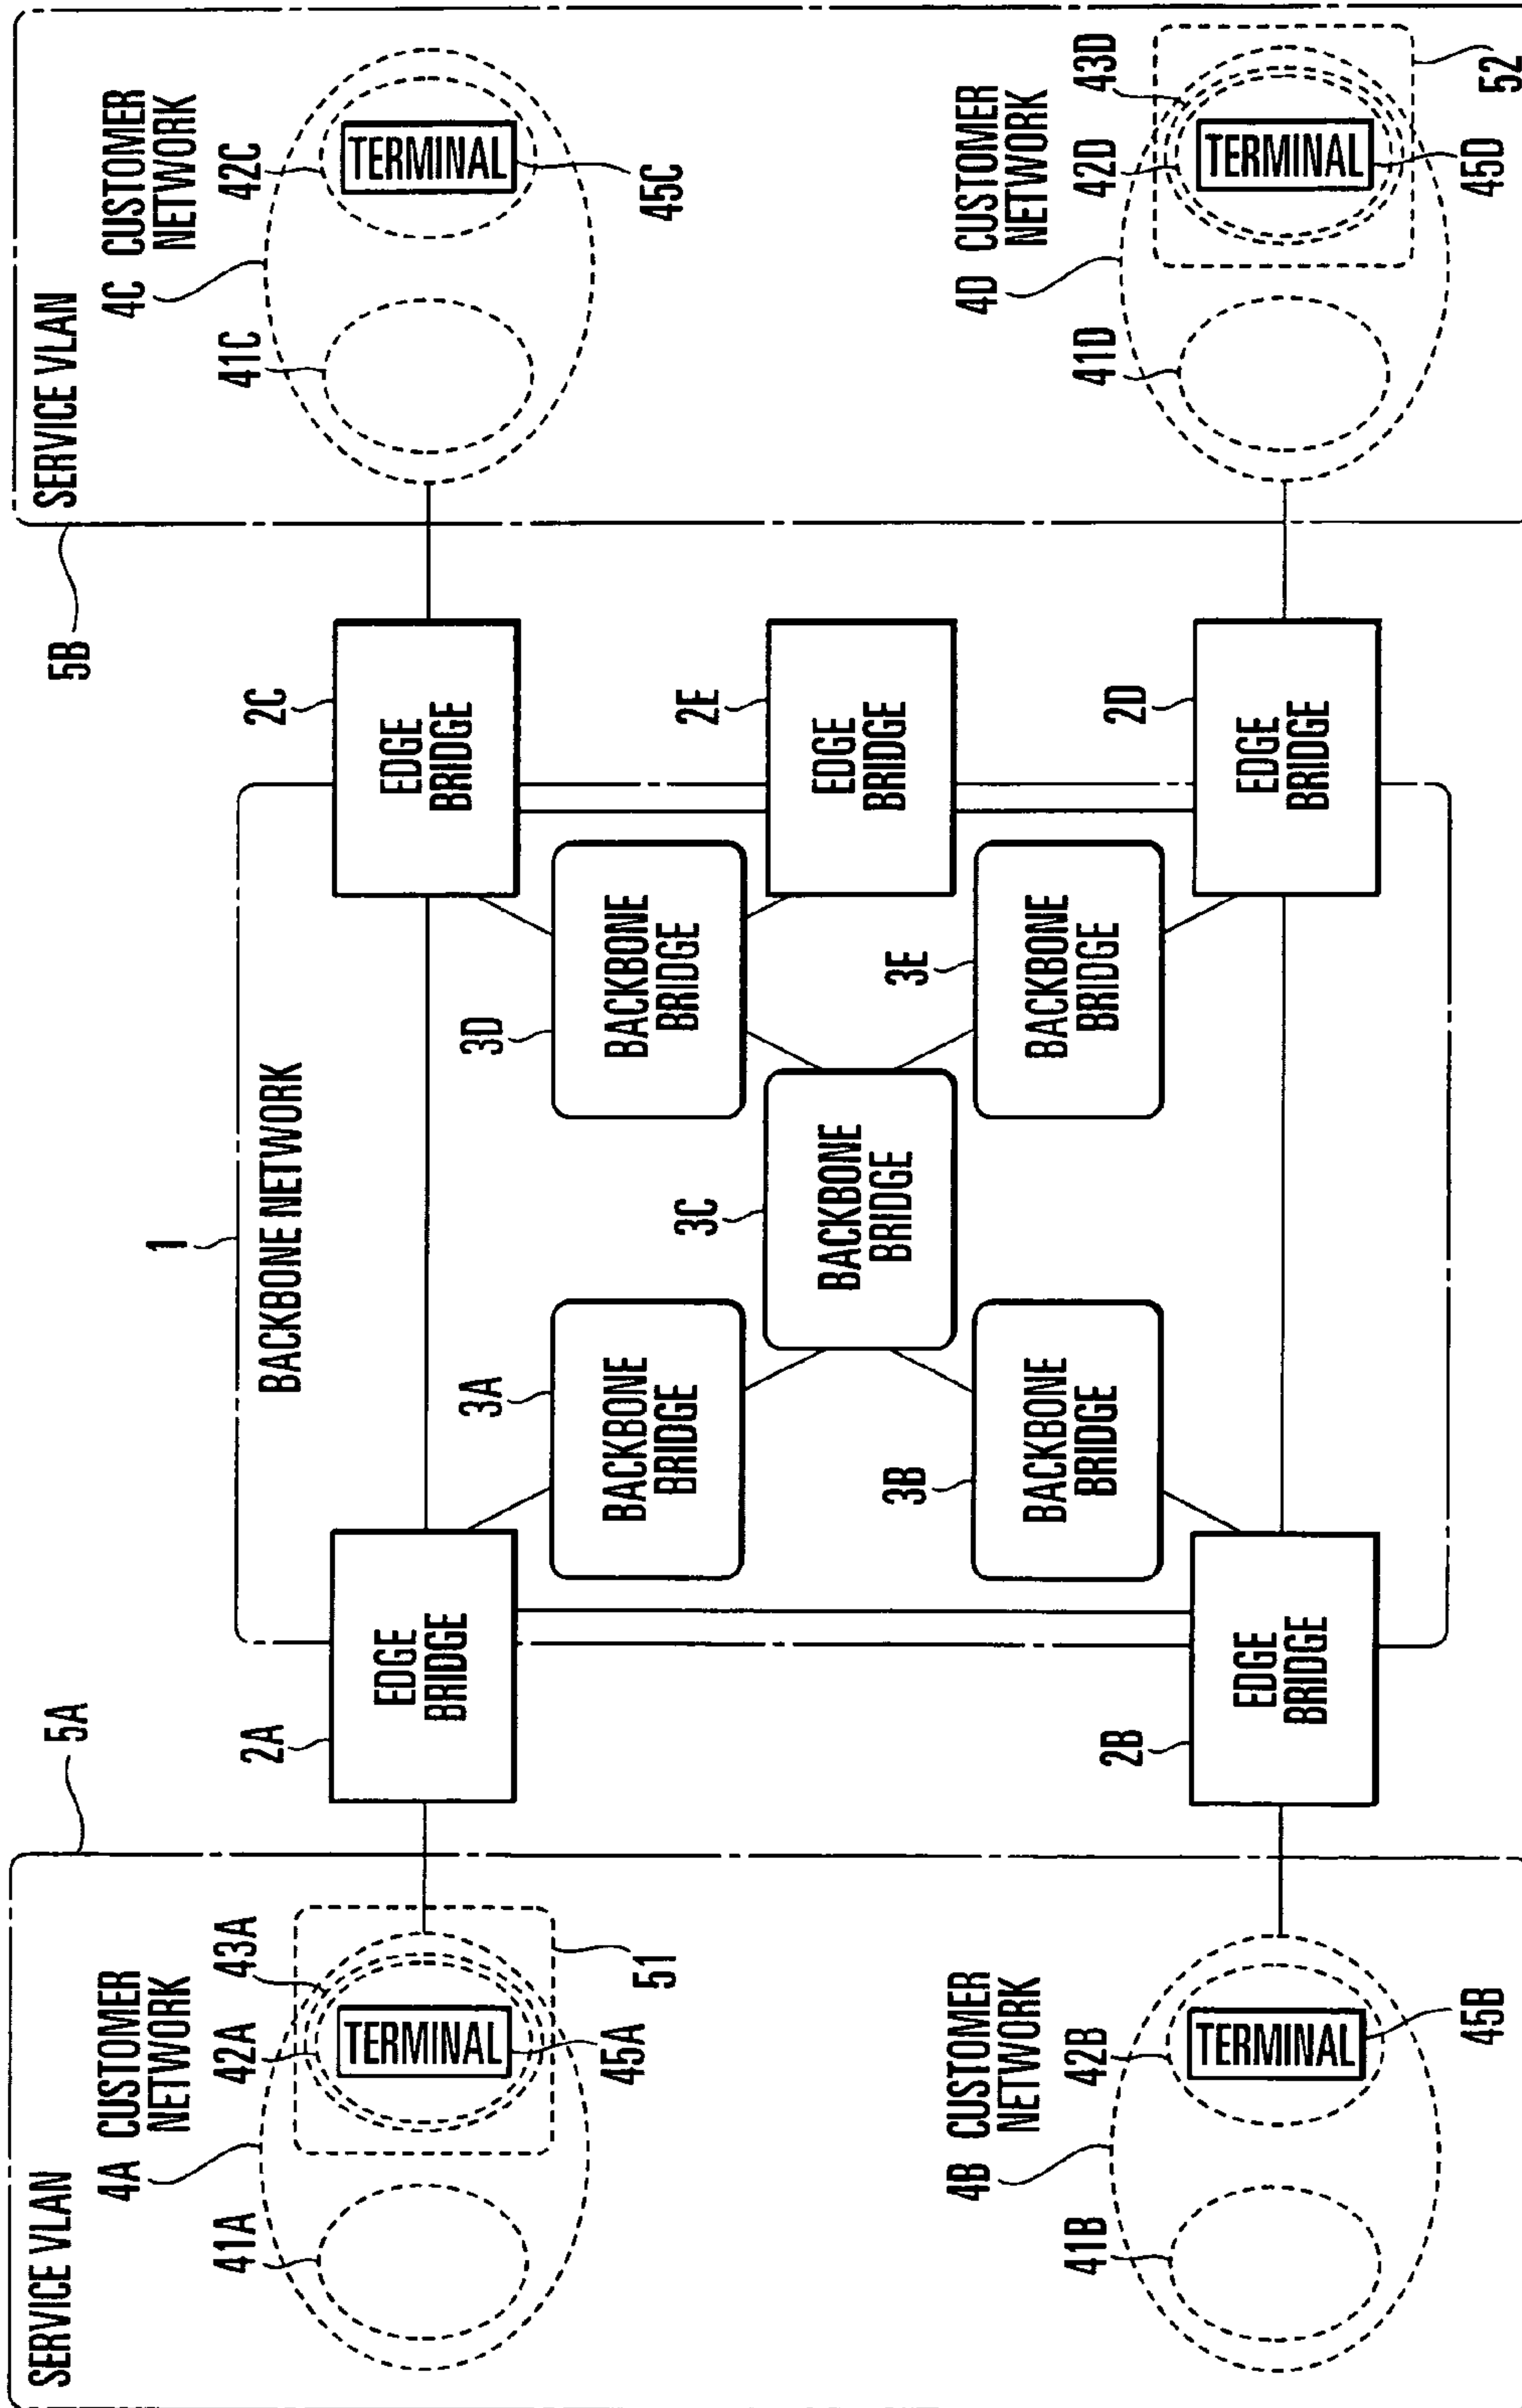 SERVICE VLAN
5A
4A CUSTOMER
NETWORK
41A
42A
43A
TERMINAL
45A
51
4B CUSTOMER
NETWORK
41B
42B
TERMINAL
45B
1
BACKBONE NETWORK
2A
EDGE
BRIDGE
2B
EDGE
BRIDGE
3A
BACKBONE
BRIDGE
3B
BACKBONE
BRIDGE
3C
BACKBONE
BRIDGE
3D
BACKBONE
BRIDGE
3E
BACKBONE
BRIDGE
2C
EDGE
BRIDGE
2E
EDGE
BRIDGE
2D
EDGE
BRIDGE
5B
SERVICE VLAN
4C CUSTOMER
NETWORK
41C
42C
TERMINAL
45C
4D CUSTOMER
NETWORK
41D
42D
43D
TERMINAL
45D
52